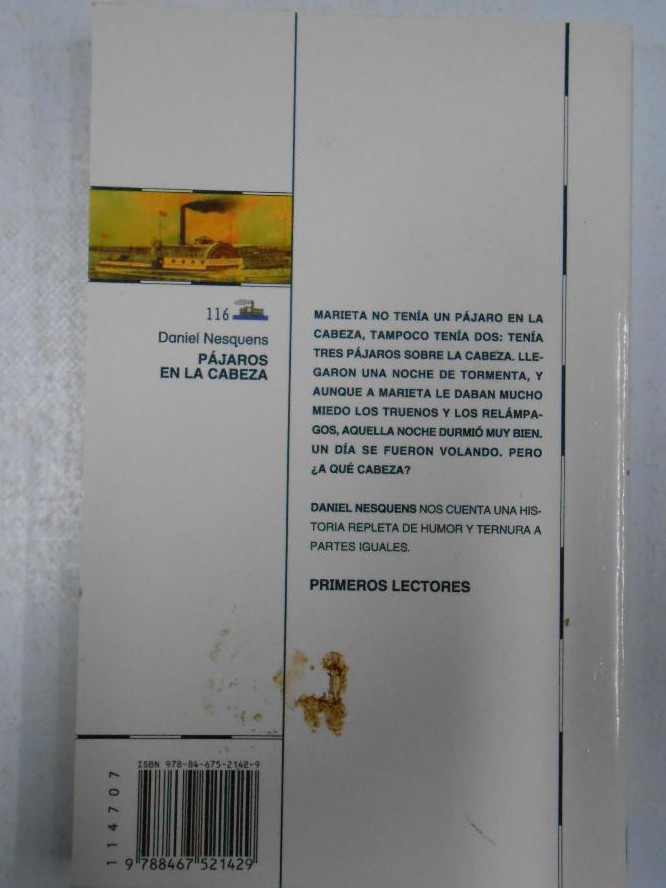 116
Daniel Nesquens
PÁJAROS
EN LA CABEZA
MARIETA NO TENÍA UN PÁJARO EN LA
CABEZA, TAMPOCO TENÍA DOS: TENÍA
TRES PÁJAROS SOBRE LA CABEZA. LLE-
GARON UNA NOCHE DE TORMENTA, Y
AUNQUE A MARIETA LE DABAN MUCHO
MIEDO LOS TRUENOS Y LOS RELÁMPA-
GOS, AQUELLA NOCHE DURMIÓ MUY BIEN.
UN DÍA SE FUERON VOLANDO. PERO
¿A QUÉ CABEZA?
DANIEL NESQUENS NOS CUENTA UNA HIS-
TORIA REPLETA DE HUMOR Y TERNURA A
PARTES IGUALES.
PRIMEROS LECTORES
ISBN 978-84-675-2142-9
114707
9 788467 521429